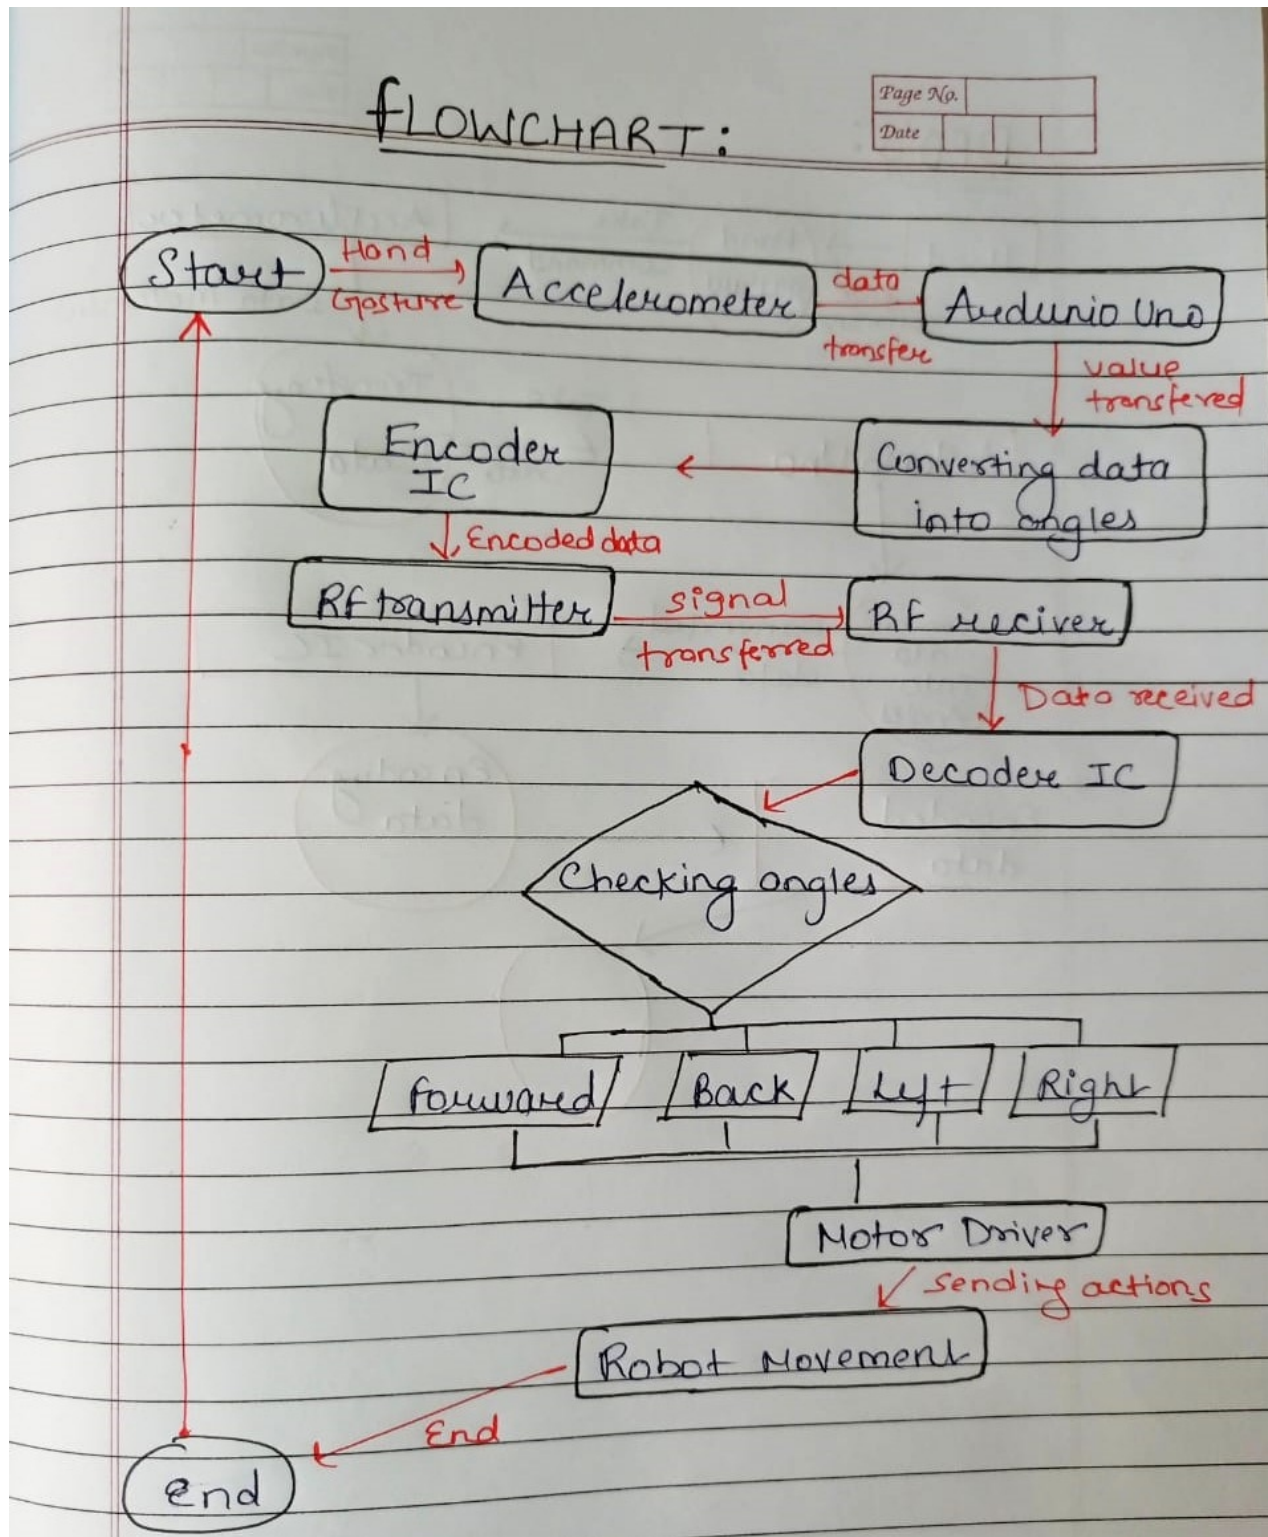 fLOWCHART:
Page No.
Date
Start
Hand
Gasture
Accelerometer
data
transfer
Ardunio Uno
value
transfered
Converting data
into angles
Encoder
IC
Encoded data
RF transmitter
signal
transferred
RF reciver
Data received
Decoder IC
Checking angles
forward
Back
Left
Right
Motor Driver
sending actions
Robot Movement
End
End